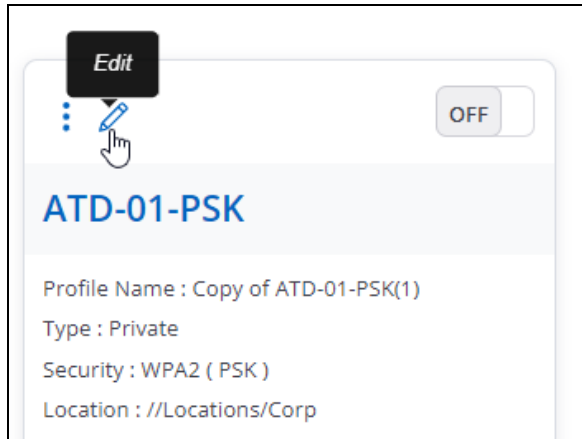 Edit
OFF
ATD-01-PSK
Profile Name : Copy of ATD-01-PSK(1)
Type : Private
Security : WPA2 ( PSK )
Location : //Locations/Corp